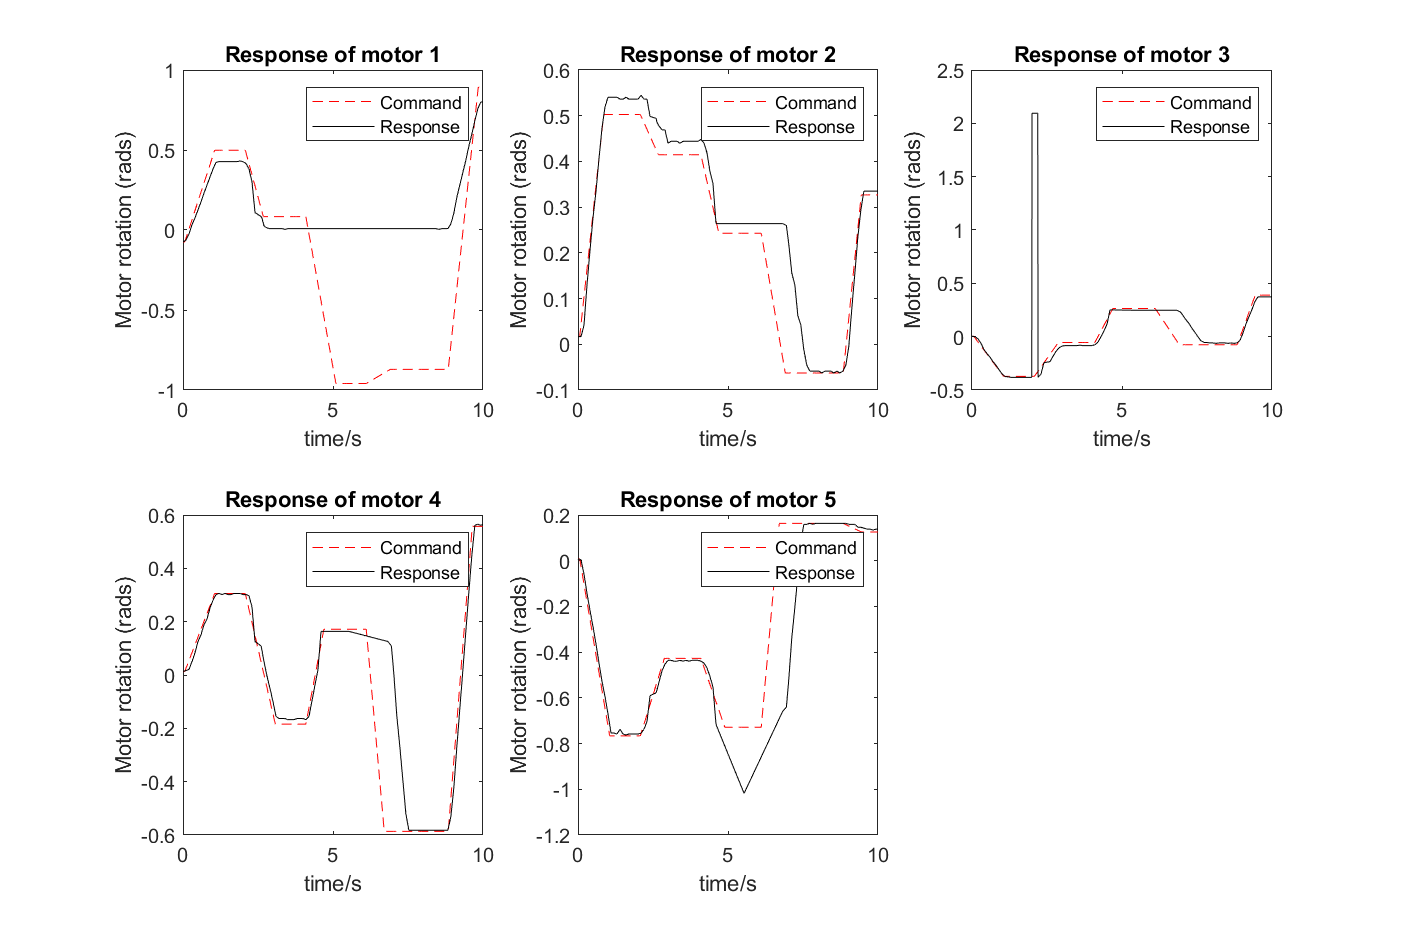 Response of motor 1
Command
Response
1
0.5
0
-0.5
-1
Motor rotation (rads)
0
5
10
time/s
Response of motor 2
Command
Response
0.6
0.5
0.4
0.3
0.2
0.1
0
-0.1
Motor rotation (rads)
0
5
10
time/s
Response of motor 3
Command
Response
2.5
2
1.5
1
0.5
0
-0.5
Motor rotation (rads)
0
5
10
time/s
Response of motor 4
Command
Response
0.6
0.4
0.2
0
-0.2
-0.4
-0.6
Motor rotation (rads)
0
5
10
time/s
Response of motor 5
Command
Response
0.2
0
-0.2
-0.4
-0.6
-0.8
-1
-1.2
Motor rotation (rads)
0
5
10
time/s